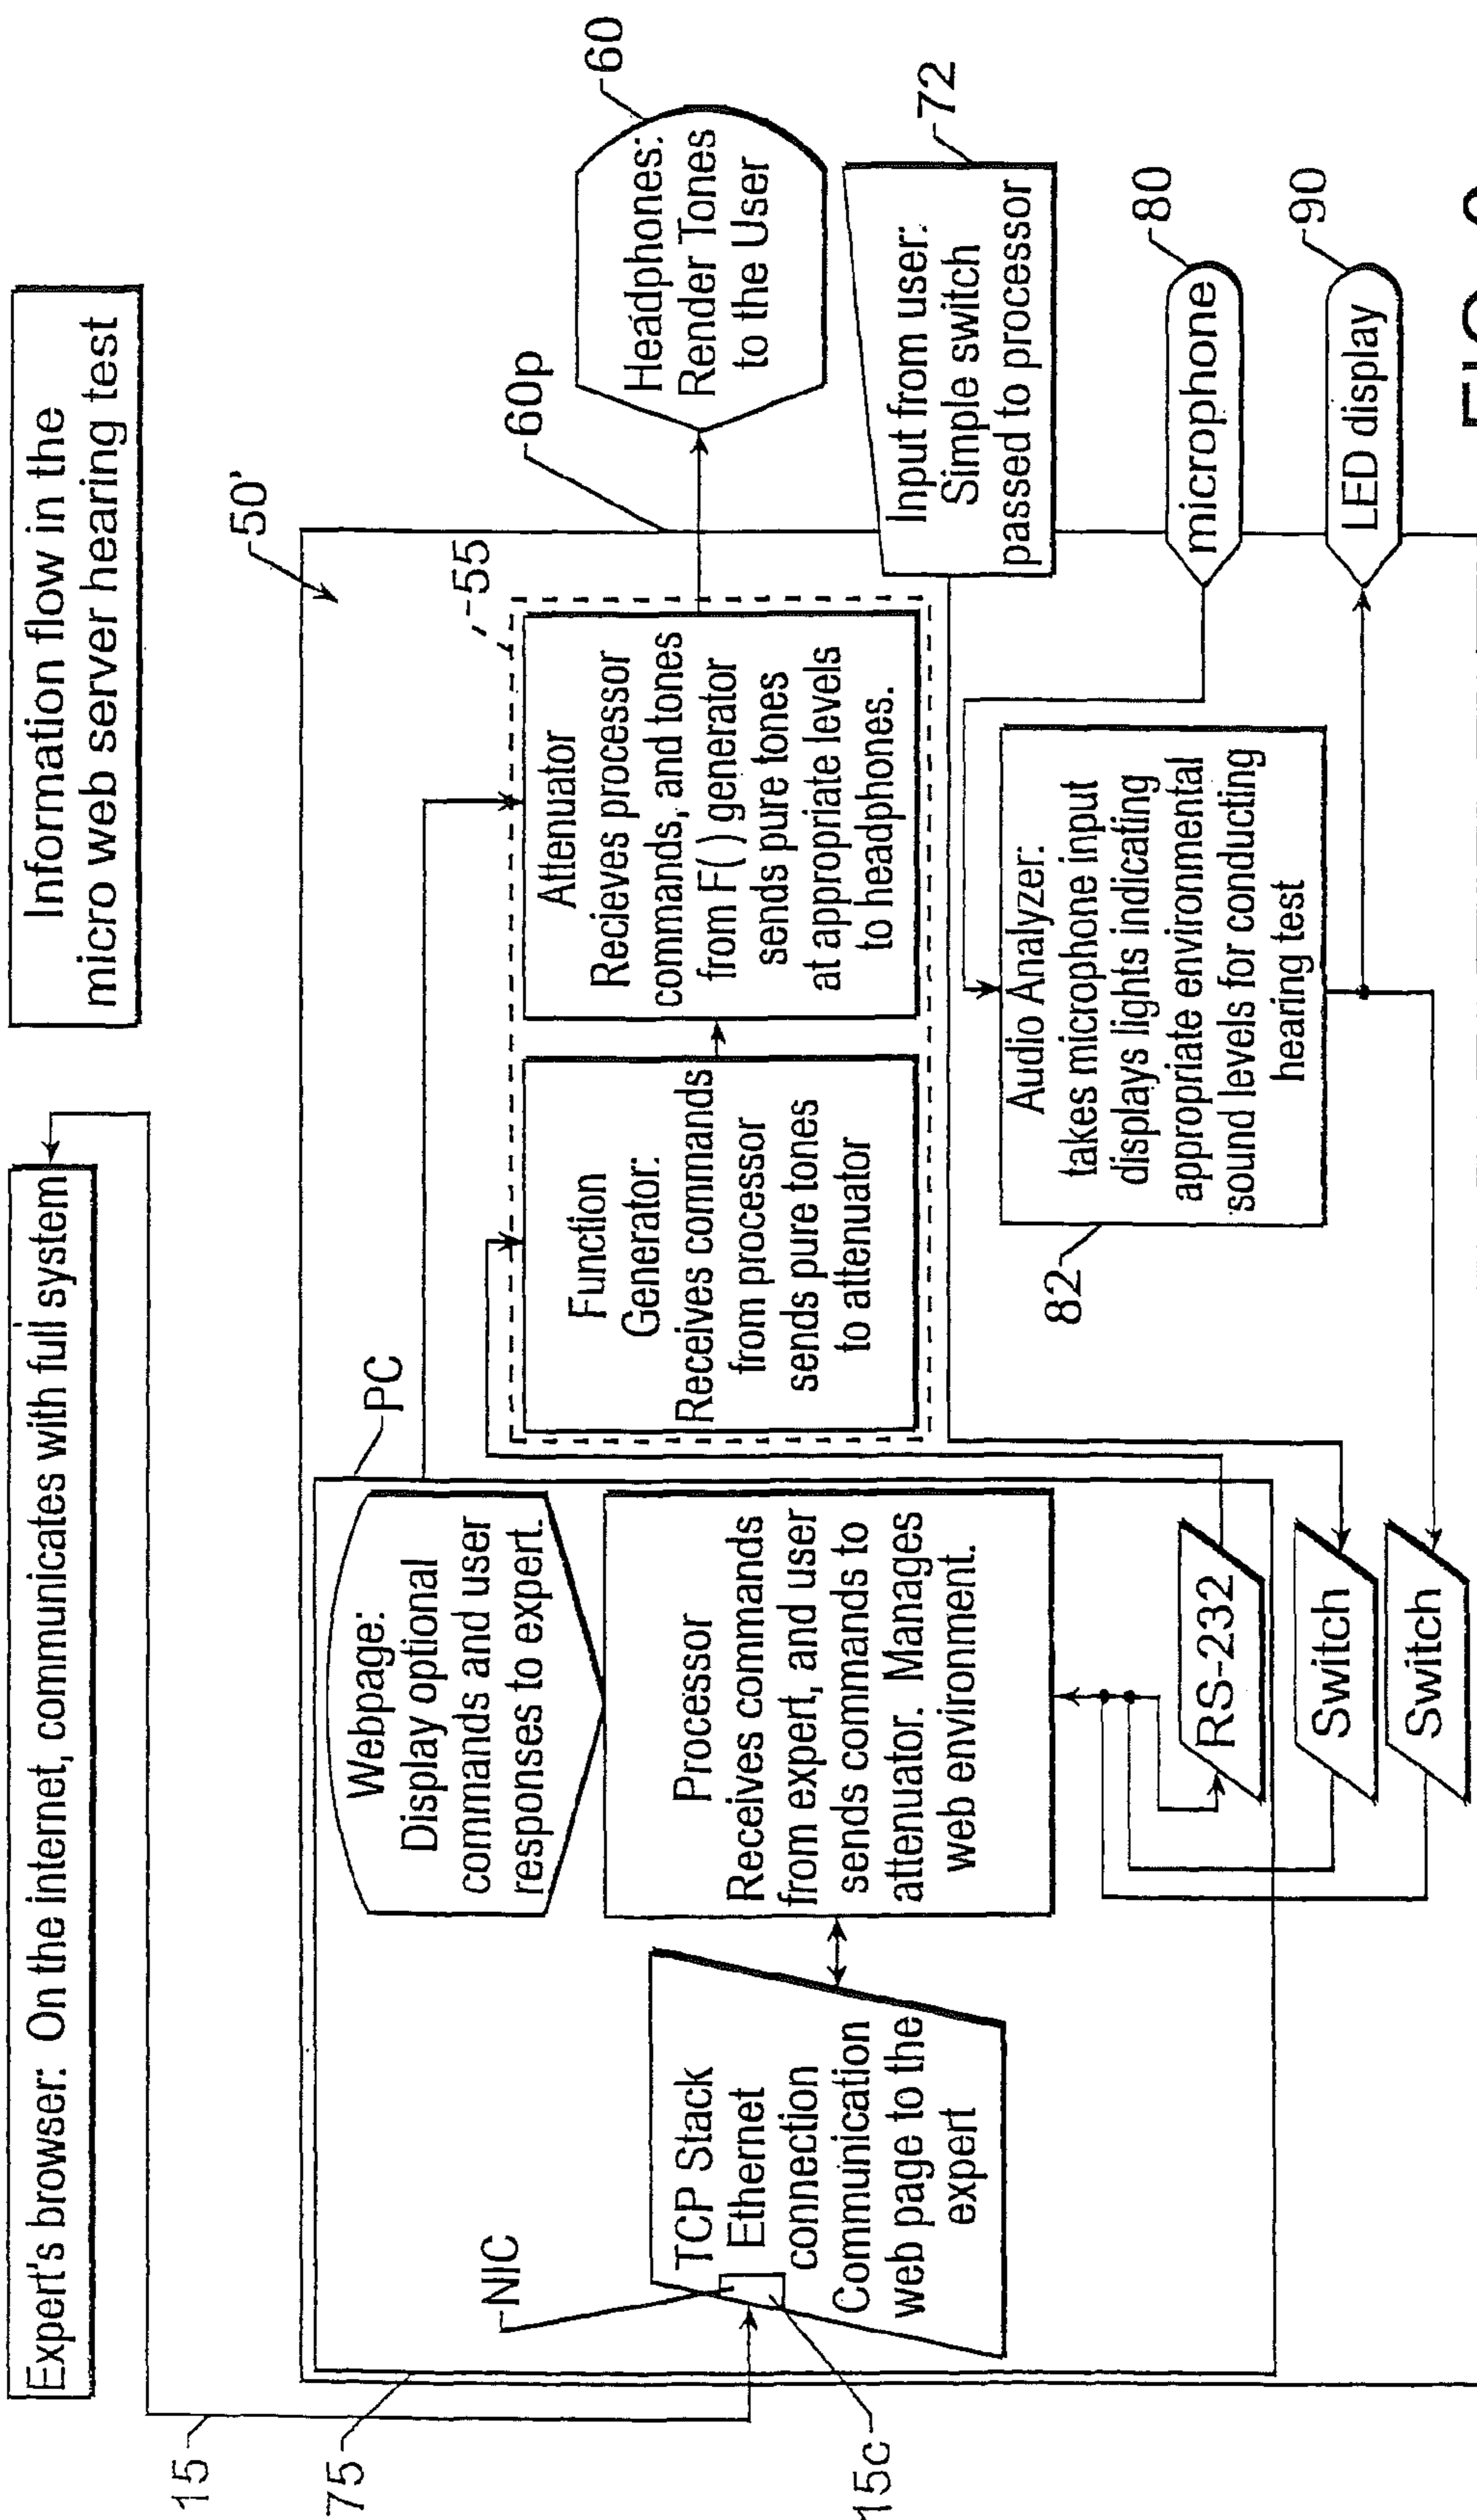 Expert's browser: On the internet, communicates with full system
Information flow in the
micro web server hearing test
15
75
50'
PC
NIC
15c
Webpage:
Display optional
commands and user
responses to expert.
TCP Stack
Ethernet
connection
Communication
web page to the
expert
Processor
Receives commands
from expert, and user
sends commands to
attenuator. Manages
web environment.
RS-232
Switch
Switch
55
Function
Generator:
Receives commands
from processor
sends pure tones
to attenuator
Attenuator
Recieves processor
commands, and tones
from F() generator
sends pure tones
at appropriate levels
to headphones.
60p
60
Headphones:
Render Tones
to the User
72
Input from user:
Simple switch
passed to processor
82
Audio Analyzer:
takes microphone input
displays lights indicating
appropriate environmental
sound levels for conducting
hearing test
80
microphone
90
LED display